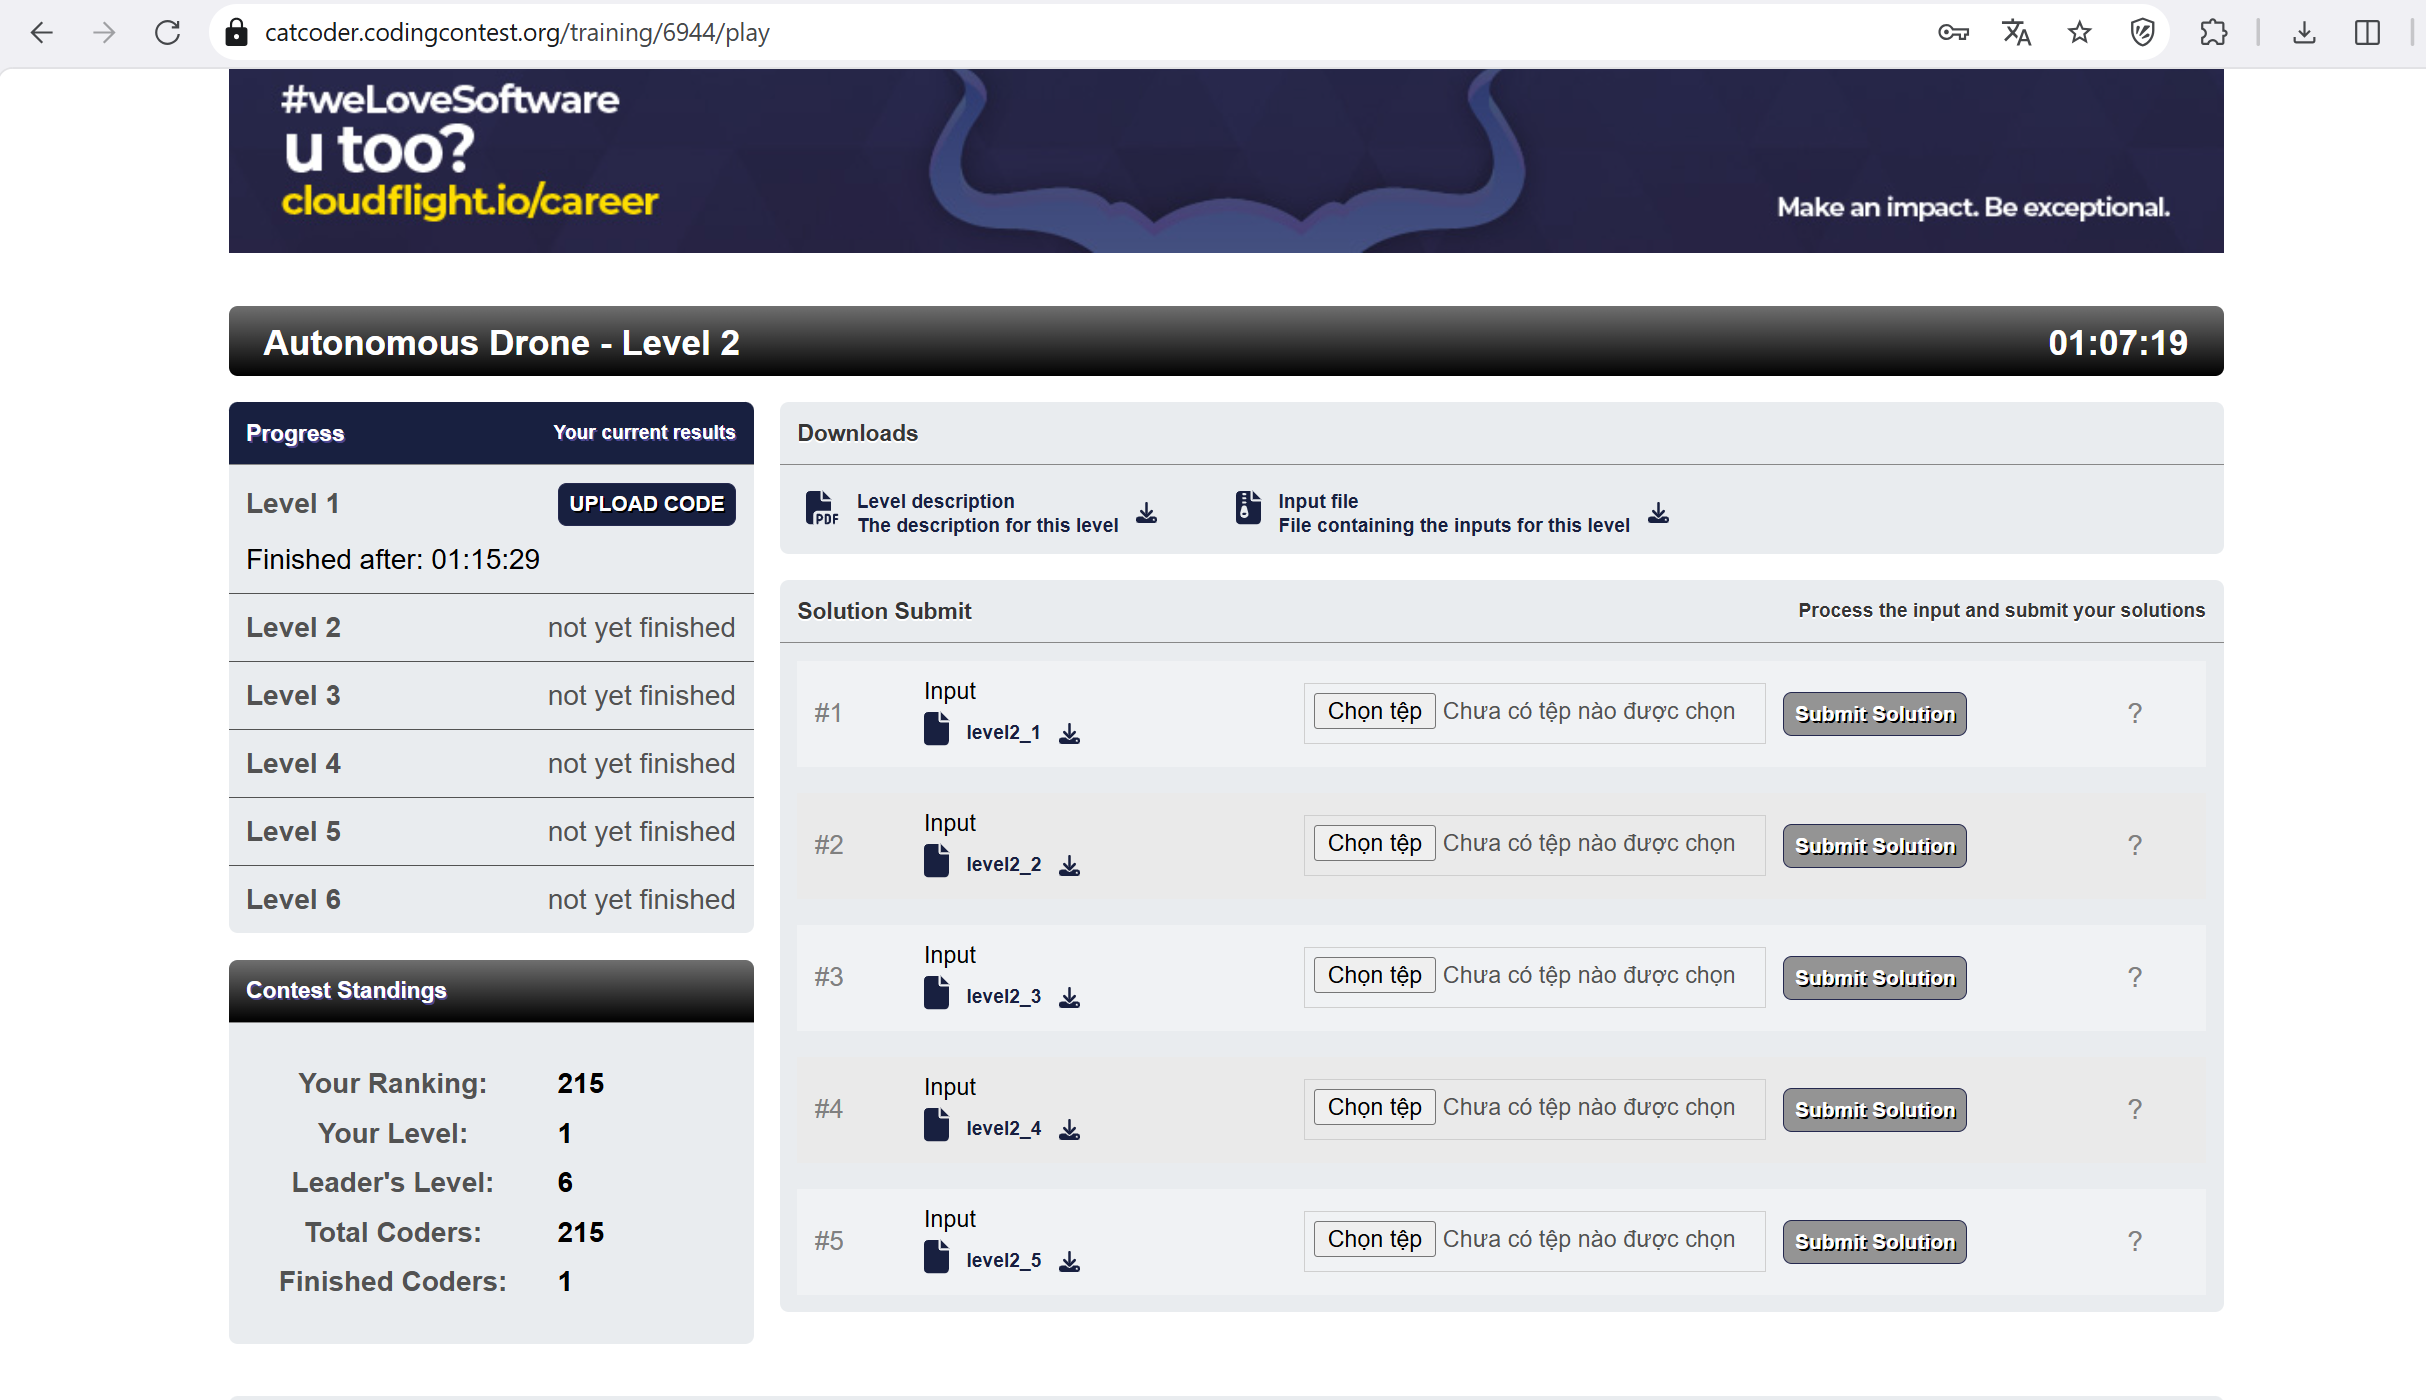 catcoder.codingcontest.org/training/6944/play
#weLoveSoftware
u too?
cloudflight.io/career
Make an impact. Be exceptional.
Autonomous Drone - Level 2
01:07:19
Progress
Your current results
Level 1
UPLOAD CODE
Finished after: 01:15:29
Level 2
not yet finished
Level 3
not yet finished
Level 4
not yet finished
Level 5
not yet finished
Level 6
not yet finished
Contest Standings
Your Ranking: 215
Your Level: 1
Leader's Level: 6
Total Coders: 215
Finished Coders: 1
Downloads
PDF
Level description
The description for this level
Input file
File containing the inputs for this level
Solution Submit
Process the input and submit your solutions
#1
Input
level2_1
Chọn tệp Chưa có tệp nào được chọn
Submit Solution
?
#2
Input
level2_2
Chọn tệp Chưa có tệp nào được chọn
Submit Solution
?
#3
Input
level2_3
Chọn tệp Chưa có tệp nào được chọn
Submit Solution
?
#4
Input
level2_4
Chọn tệp Chưa có tệp nào được chọn
Submit Solution
?
#5
Input
level2_5
Chọn tệp Chưa có tệp nào được chọn
Submit Solution
?